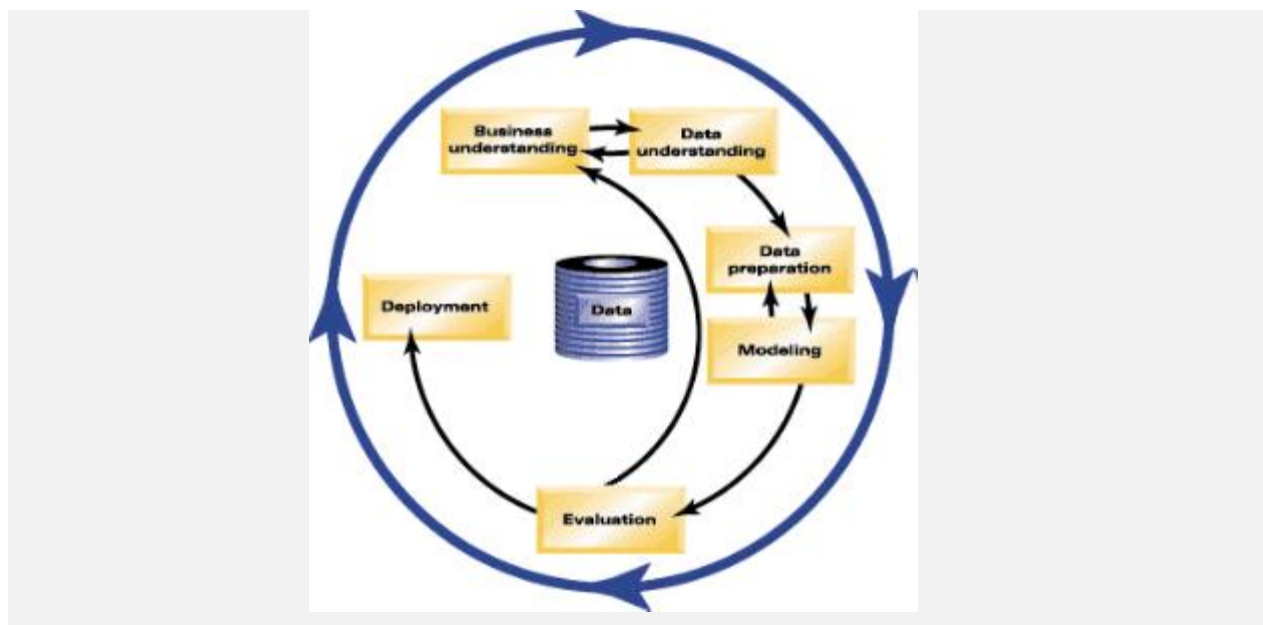 Business
understanding
Data
understanding
Data
preparation
Deployment
Data
Modeling
Evaluation